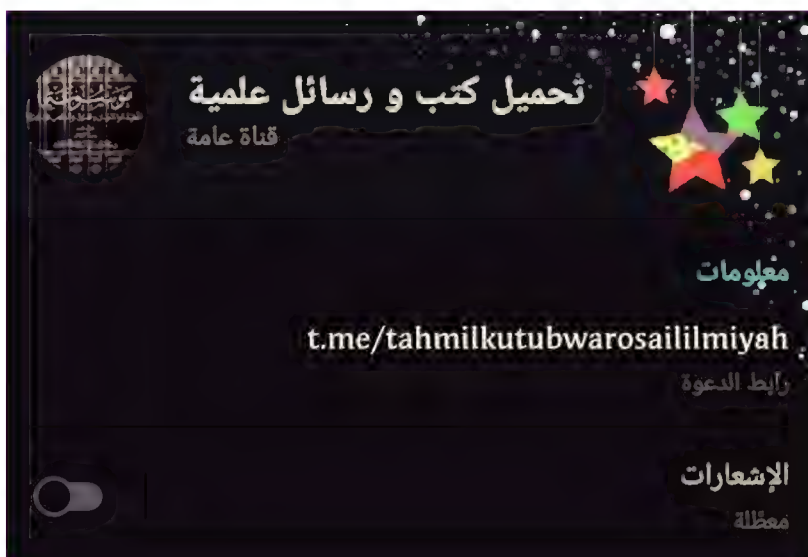 تحميل كتب و رسائل علمية
قناة عامة
معلومات
t.me/tahmilkutubwarosaililmiyah
رابط الدعوة
الإشعارات
معطلة